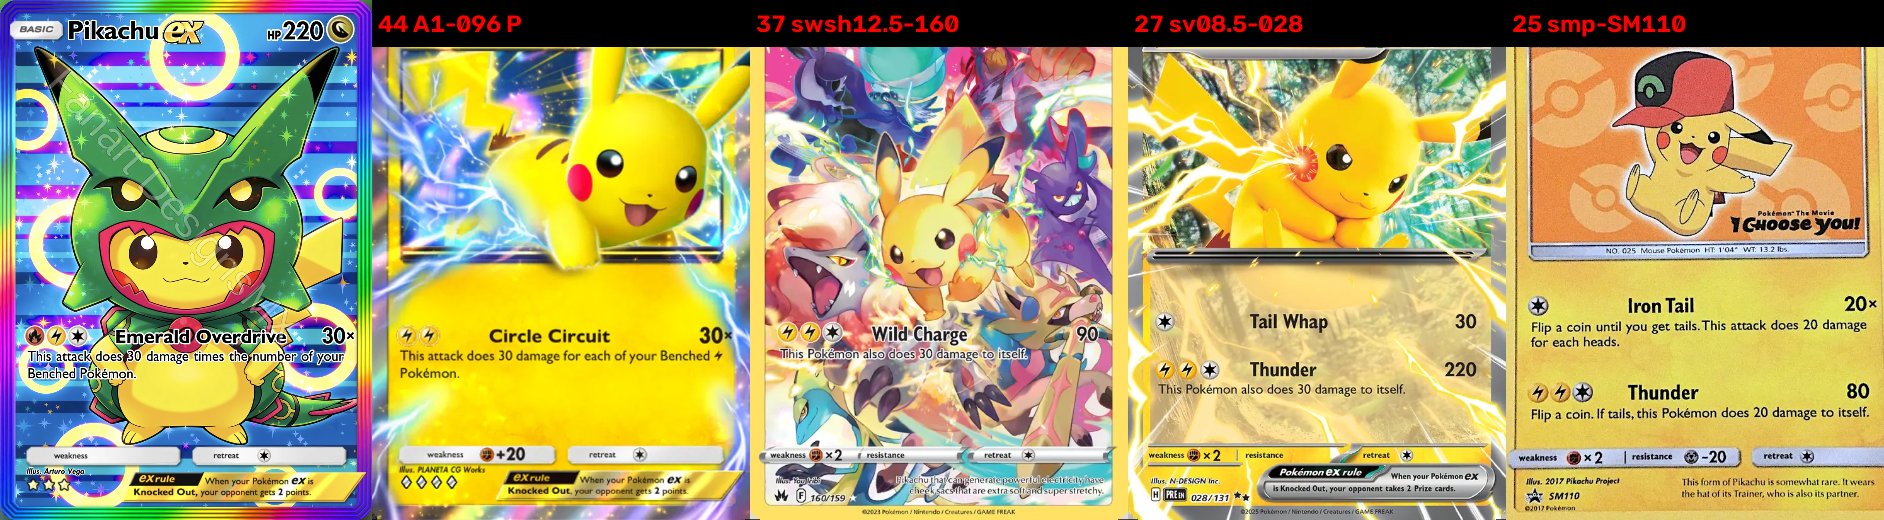 BASIC Pikachu ex HP 220
Emerald Overdrive 30×
This attack does 30 damage times the number of your
Benched Pokémon.
weakness retreat
Illus. Arturo Vega
ex rule When your Pokémon ex is
Knocked Out, your opponent gets 2 points.
44 A1-096 P
Circle Circuit 30×
This attack does 30 damage for each of your Benched
Pokémon.
weakness +20 retreat
Illus. PLANETA CG Works
ex rule When your Pokémon ex is
Knocked Out, your opponent gets 2 points.
37 swsh12.5-160
Wild Charge 90
This Pokémon also does 30 damage to itself.
weakness ×2 resistance retreat
Pikachu that can generate powerful electricity have
cheek sacs that are extra soft and super stretchy.
F 160/159
©2023 Pokémon / Nintendo / Creatures / GAME FREAK
27 sv08.5-028
Tail Whap 30
Thunder 220
This Pokémon also does 30 damage to itself.
weakness ×2 resistance retreat
Illus. N-DESIGN Inc.
H PRE EN 028/131
Pokémon ex rule When your Pokémon ex
is Knocked Out, your opponent takes 2 Prize cards.
©2025 Pokémon / Nintendo / Creatures / GAME FREAK
25 smp-SM110
Pokémon The Movie
I Choose You!
NO. 025 Mouse Pokémon HT: 1'04" WT: 13.2 lbs.
Iron Tail 20×
Flip a coin until you get tails. This attack does 20 damage
for each heads.
Thunder 80
Flip a coin. If tails, this Pokémon does 20 damage to itself.
weakness ×2 resistance -20 retreat
Illus. 2017 Pikachu Project
SM110
©2017 Pokémon
This form of Pikachu is somewhat rare. It wears
the hat of its Trainer, who is also its partner.